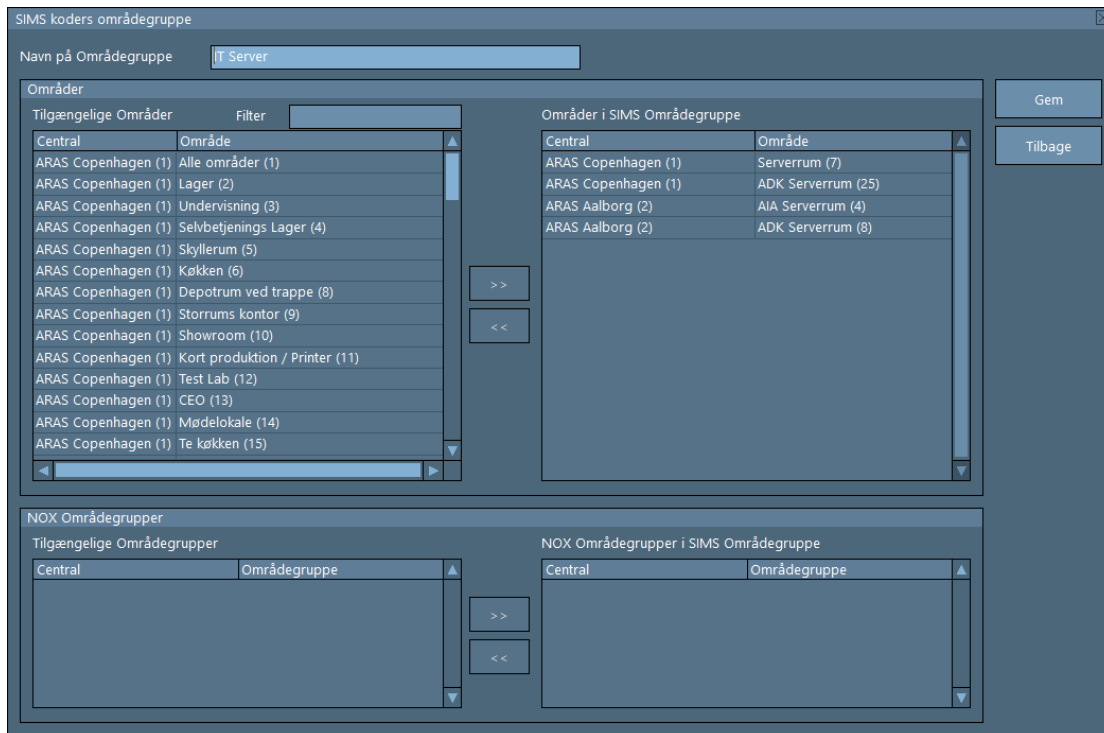 SIMS koders områdegruppe
Navn på Områdegruppe IT Server
Områder
Tilgængelige Områder Filter
Central Område
ARAS Copenhagen (1) Alle områder (1)
ARAS Copenhagen (1) Lager (2)
ARAS Copenhagen (1) Undervisning (3)
ARAS Copenhagen (1) Selvbetjenings Lager (4)
ARAS Copenhagen (1) Skyllerum (5)
ARAS Copenhagen (1) Køkken (6)
ARAS Copenhagen (1) Depotrum ved trappe (8)
ARAS Copenhagen (1) Storrums kontor (9)
ARAS Copenhagen (1) Showroom (10)
ARAS Copenhagen (1) Kort produktion / Printer (11)
ARAS Copenhagen (1) Test Lab (12)
ARAS Copenhagen (1) CEO (13)
ARAS Copenhagen (1) Mødelokale (14)
ARAS Copenhagen (1) Te køkken (15)
>>
<<
Områder i SIMS Områdegruppe
Central Område
ARAS Copenhagen (1) Serverrum (7)
ARAS Copenhagen (1) ADK Serverrum (25)
ARAS Aalborg (2) AIA Serverrum (4)
ARAS Aalborg (2) ADK Serverrum (8)
Gem
Tilbage
NOX Områdegrupper
Tilgængelige Områdegrupper
Central Områdegruppe
>>
<<
NOX Områdegrupper i SIMS Områdegruppe
Central Områdegruppe